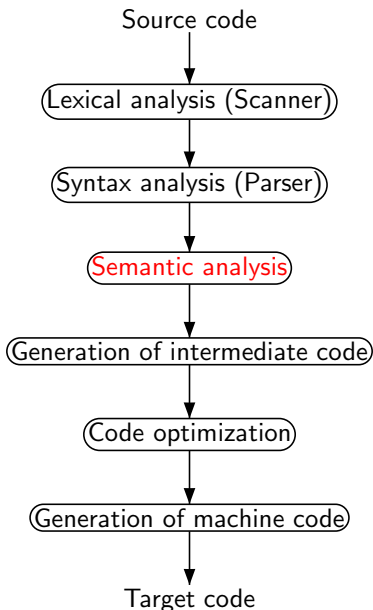 Source code
Lexical analysis (Scanner)
Syntax analysis (Parser)
Semantic analysis
Generation of intermediate code
Code optimization
Generation of machine code
Target code